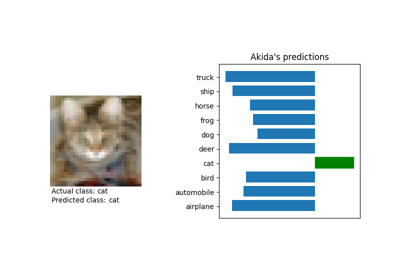 Akida's predictions
truck
ship
horse
frog
dog
deer
cat
bird
automobile
airplane
Actual class: cat
Predicted class: cat